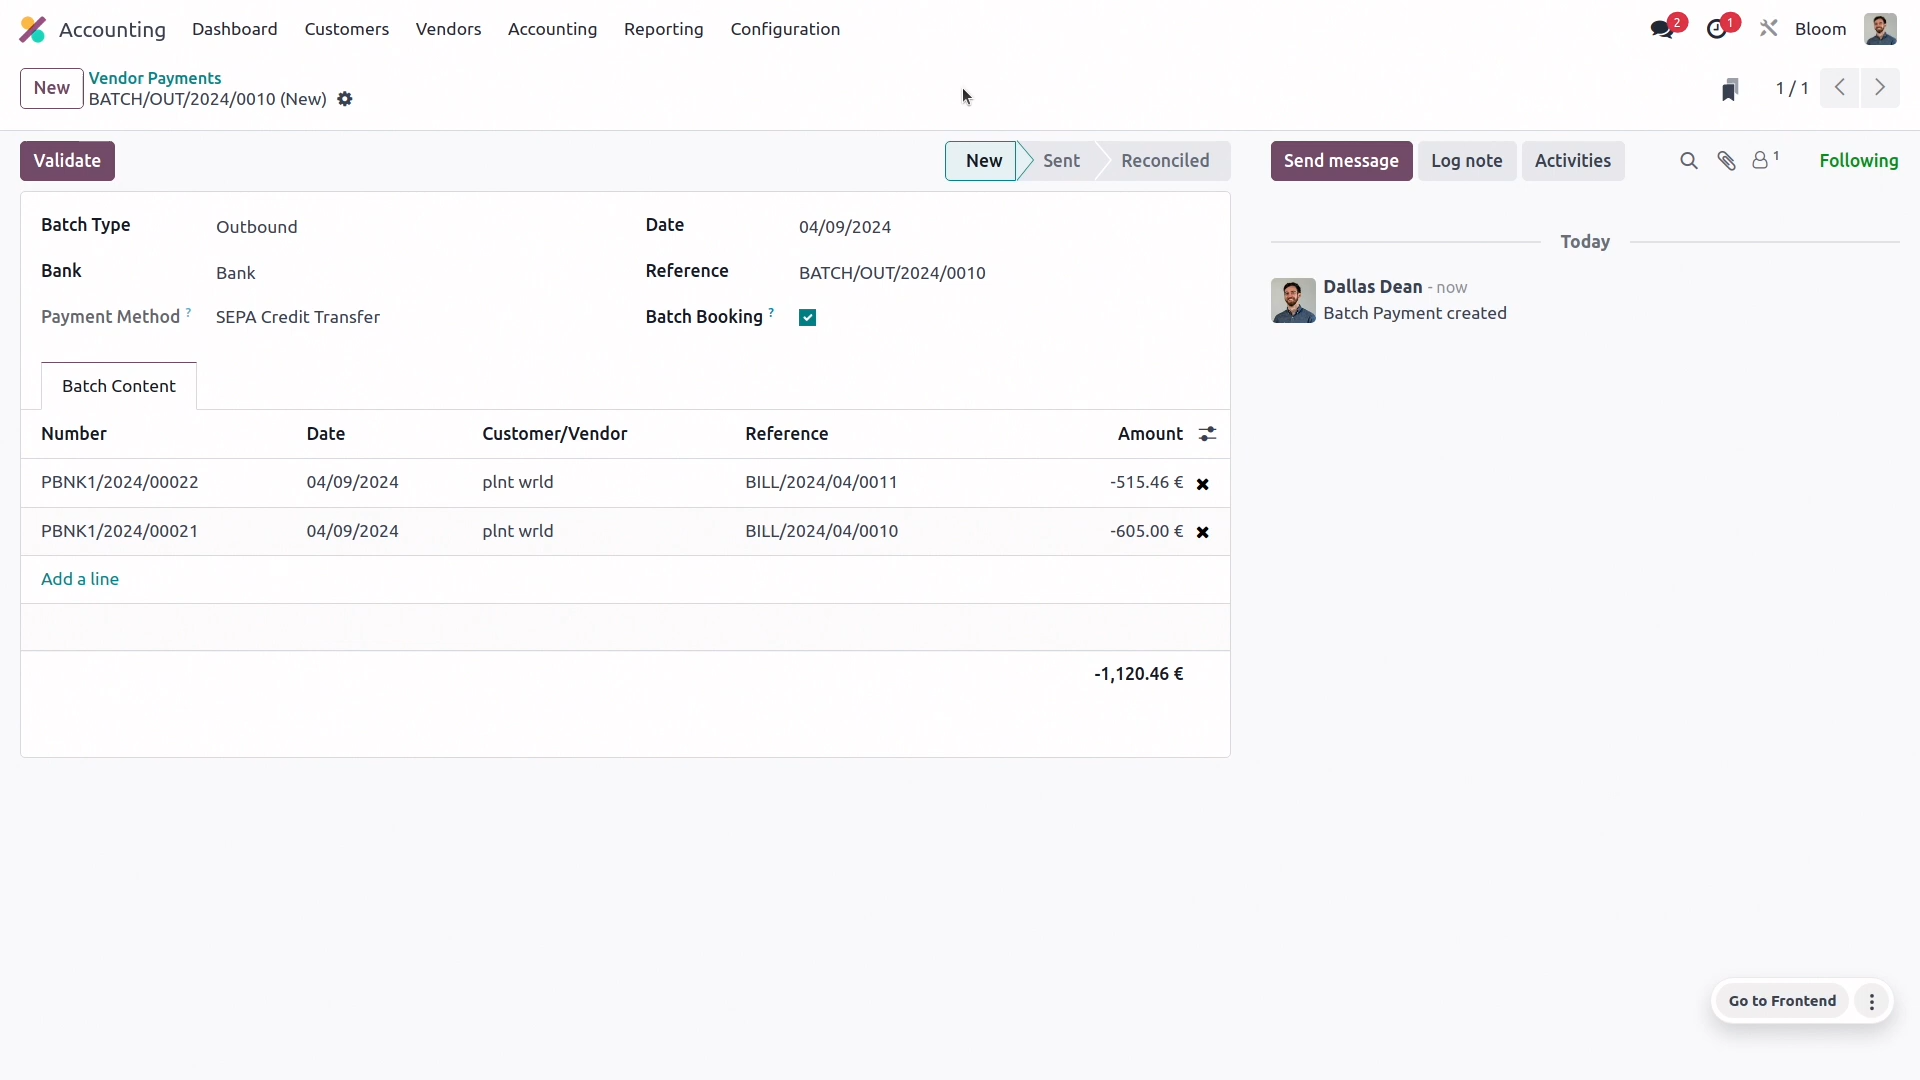 Accounting Dashboard Customers Vendors Accounting Reporting Configuration 2 1 Bloom
New Vendor Payments
BATCH/OUT/2024/0010 (New) 1 / 1
Validate New Sent Reconciled Send message Log note Activities 1 Following
Batch Type Outbound Date 04/09/2024
Bank Bank Reference BATCH/OUT/2024/0010
Payment Method ? SEPA Credit Transfer Batch Booking ?
Today
Dallas Dean - now
Batch Payment created
Batch Content
Number Date Customer/Vendor Reference Amount
PBNK1/2024/00022 04/09/2024 plnt wrld BILL/2024/04/0011 -515.46 €
PBNK1/2024/00021 04/09/2024 plnt wrld BILL/2024/04/0010 -605.00 €
Add a line
-1,120.46 €
Go to Frontend